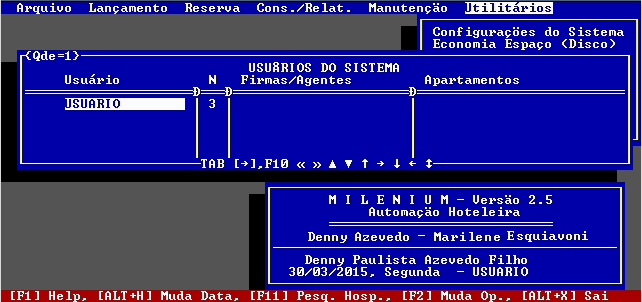 Arquivo Lançamento Reserva Cons./Relat. Manutenção Utilitários
Configurações do Sistema
Economia Espaço (Disco)
(Qde=1)
USU8RIOS DO SISTEMA
Usuário N Firmas/Agentes Apartamentos
USUARIO 3
TAB [→],F10 « » ▲ ▼ ↑ → ↓ ← ↕
M I L E N I U M - Versão 2.5
Automação Hoteleira
Denny Azevedo - Marilene Esquiavoni
Denny Paulista Azevedo Filho
30/03/2015, Segunda - USUARIO
[F1] Help, [ALT+H] Muda Data, [F11] Pesq. Hosp., [F2] Muda Op., [ALT+X] Sai